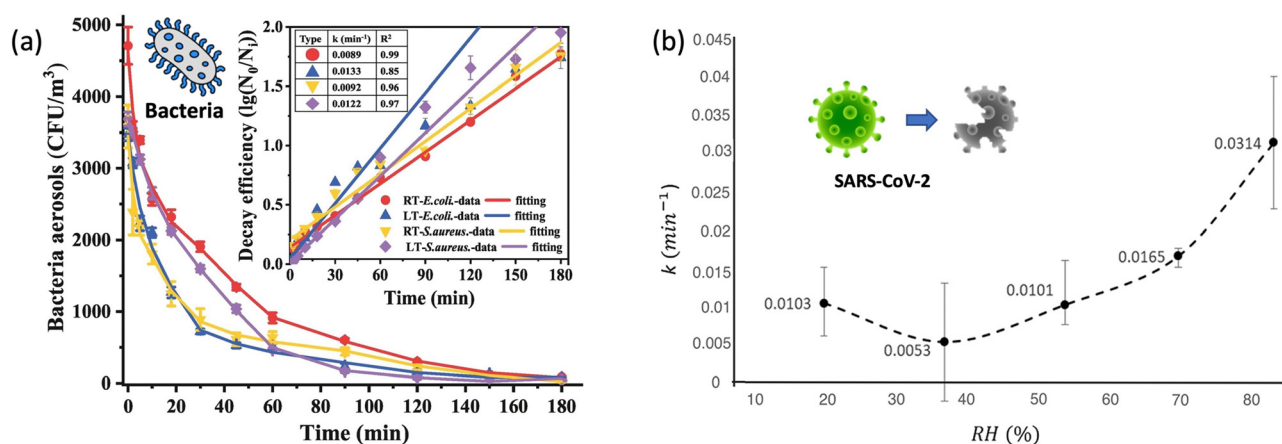 (a)
Bacteria aerosols (CFU/m³)
5000
4000
3000
2000
1000
0
0 20 40 60 80 100 120 140 160 180
Time (min)
Bacteria
Decay efficiency (lg(N₀/Nᵢ))
2.0
1.5
1.0
0.5
0.0
0 30 60 90 120 150 180
Time (min)
Type k (min⁻¹) R²
0.0089 0.99
0.0133 0.85
0.0092 0.96
0.0122 0.97
RT-E.coli.-data fitting
LT-E.coli.-data fitting
RT-S.aureus.-data fitting
LT-S.aureus.-data fitting
(b)
k (min⁻¹)
0.045
0.04
0.035
0.03
0.025
0.02
0.015
0.01
0.005
0
10 20 30 40 50 60 70 80
RH (%)
SARS-CoV-2
0.0103
0.0053
0.0101
0.0165
0.0314